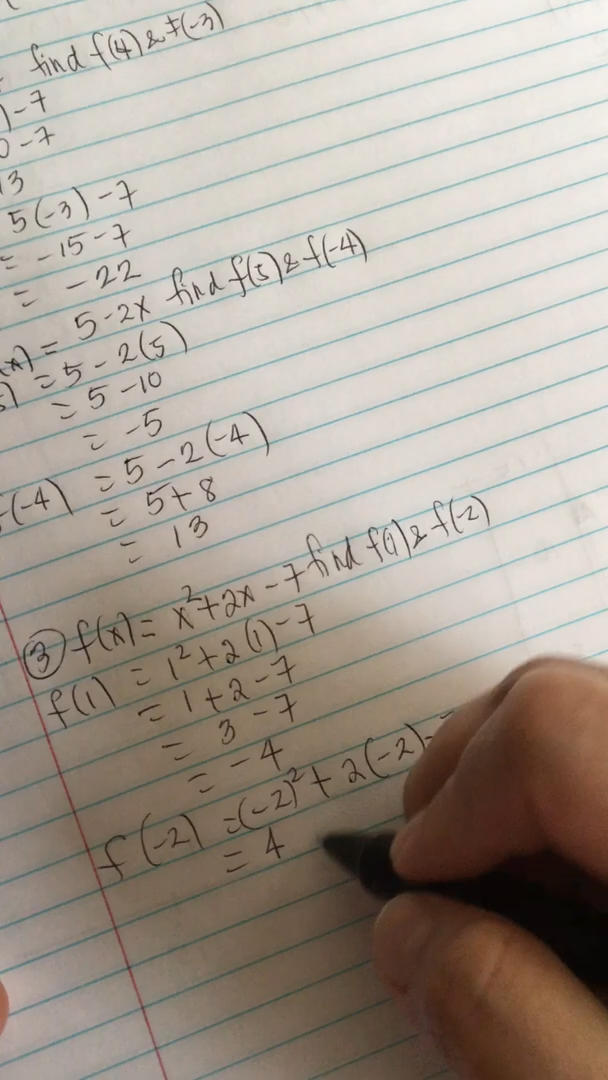 find f(4) & f(-3)
) - 7
0 - 7
13
5(-3) - 7
= -15 - 7
= -22
(x) = 5 - 2x find f(5) & f(-4)
5) = 5 - 2(5)
= 5 - 10
= -5
f(-4) = 5 - 2(-4)
= 5 + 8
= 13
③ f(x) = x² + 2x - 7 find f(1) & f(-2)
f(1) = 1² + 2(1) - 7
= 1 + 2 - 7
= 3 - 7
= -4
f(-2) = (-2)² + 2(-2) -
= 4